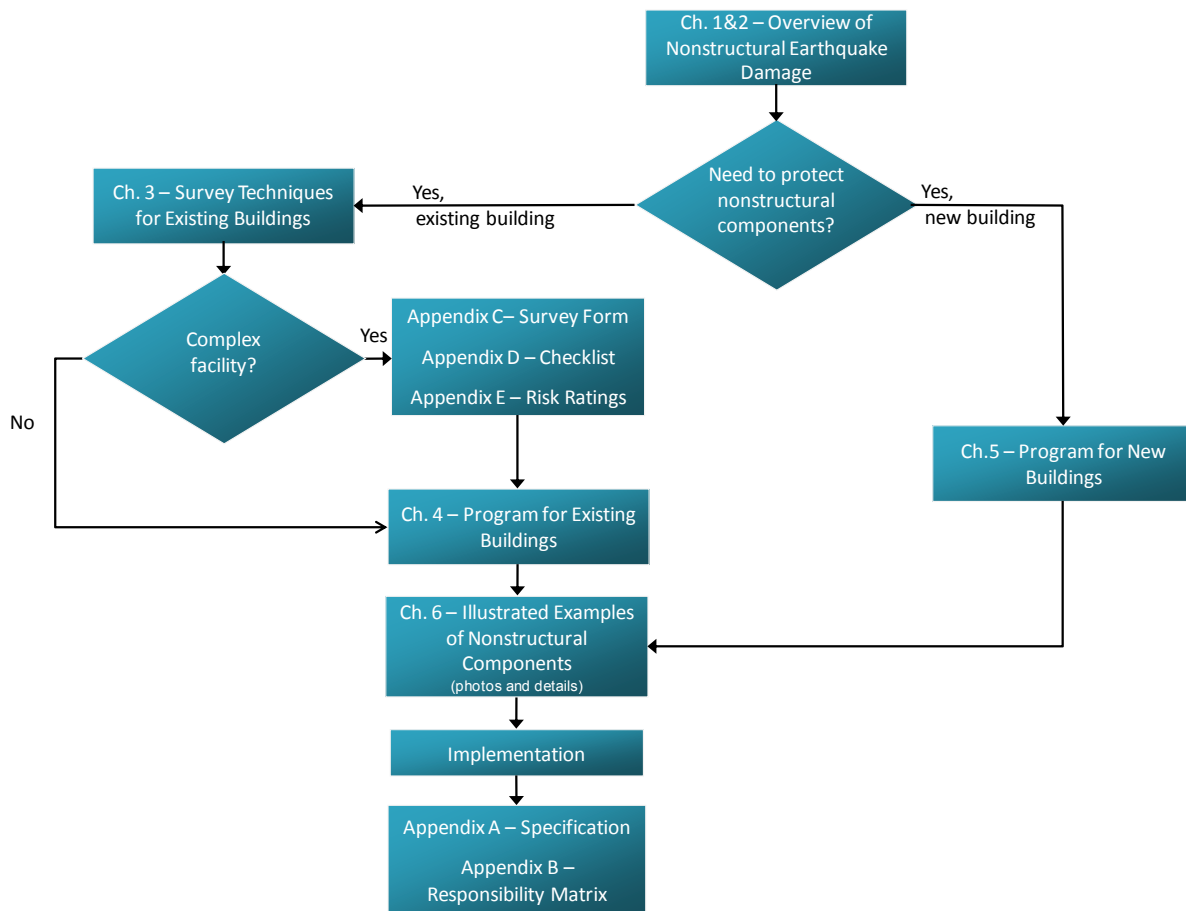 Ch. 1&2 – Overview of
Nonstructural Earthquake
Damage
Need to protect
nonstructural
components?
Yes,
existing building
Yes,
new building
Ch. 3 – Survey Techniques
for Existing Buildings
Complex
facility?
Yes
No
Appendix C– Survey Form
Appendix D – Checklist
Appendix E – Risk Ratings
Ch.5 – Program for New
Buildings
Ch. 4 – Program for Existing
Buildings
Ch. 6 – Illustrated Examples
of Nonstructural
Components
(photos and details)
Implementation
Appendix A – Specification
Appendix B –
Responsibility Matrix